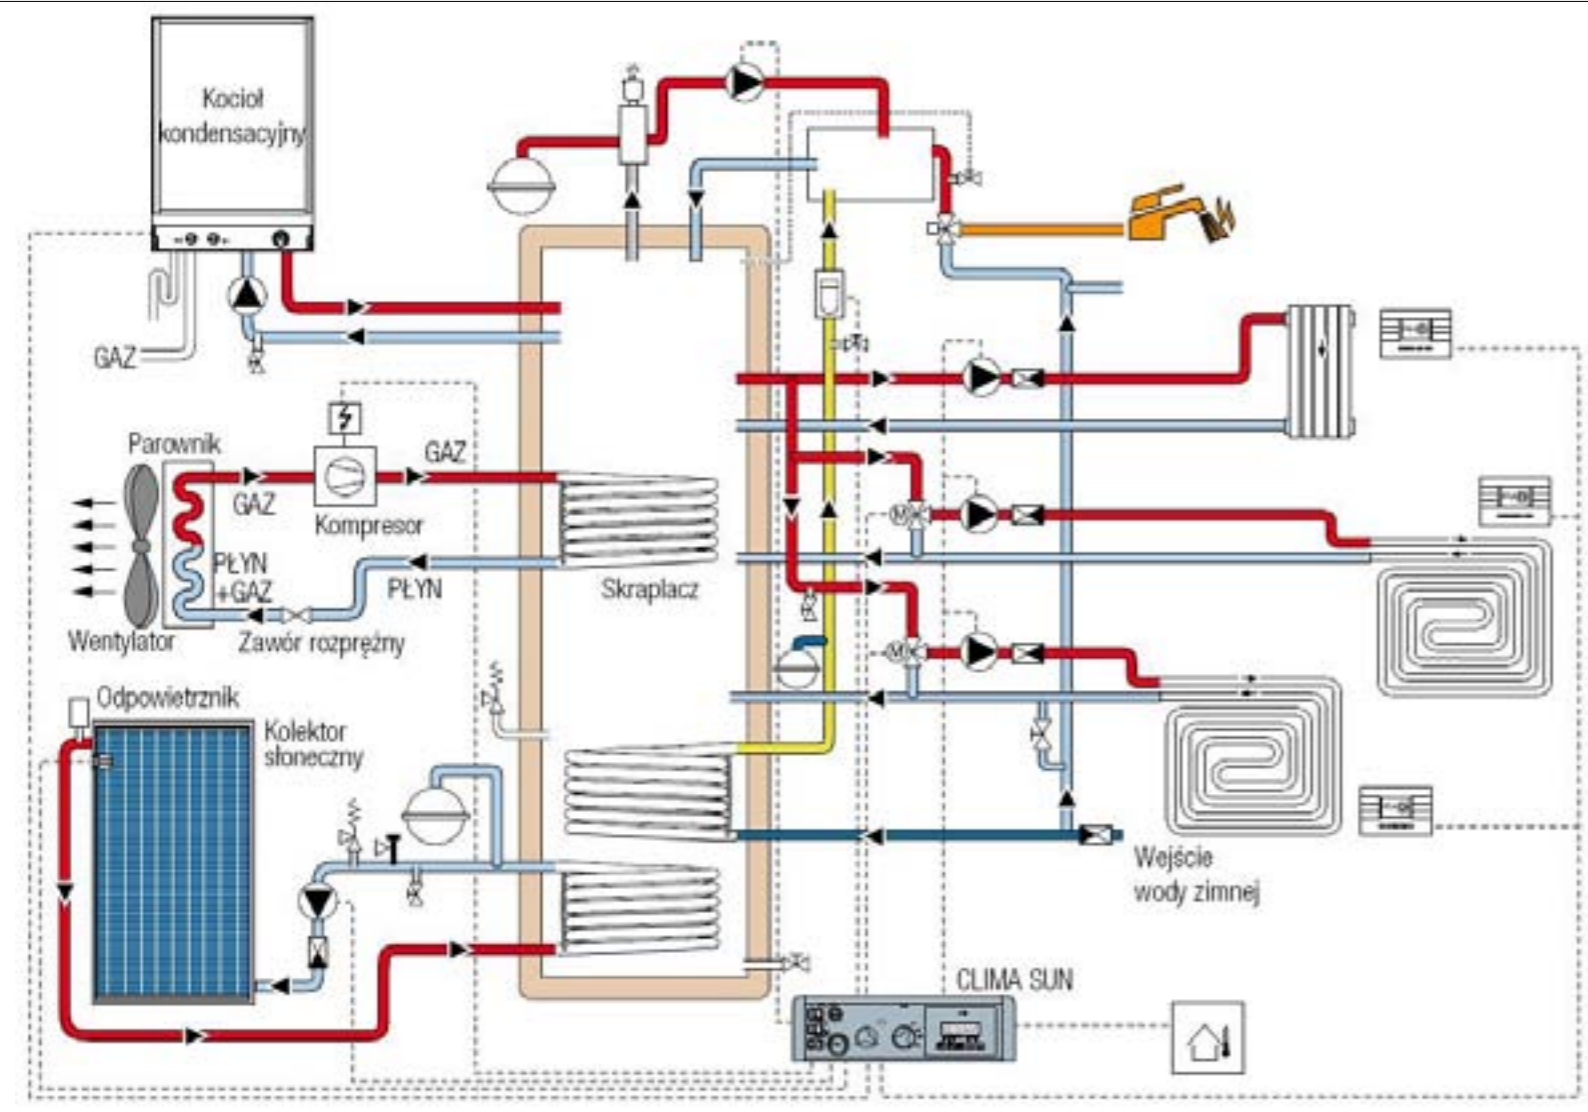 Kocioł
kondensacyjny
GAZ
Parownik
GAZ
GAZ
Kompresor
PŁYN
+GAZ
PŁYN
Skraplacz
Wentylator
Zawór rozprężny
M
M
Odpowietrznik
Kolektor
słoneczny
Wejście
wody zimnej
CLIMA SUN